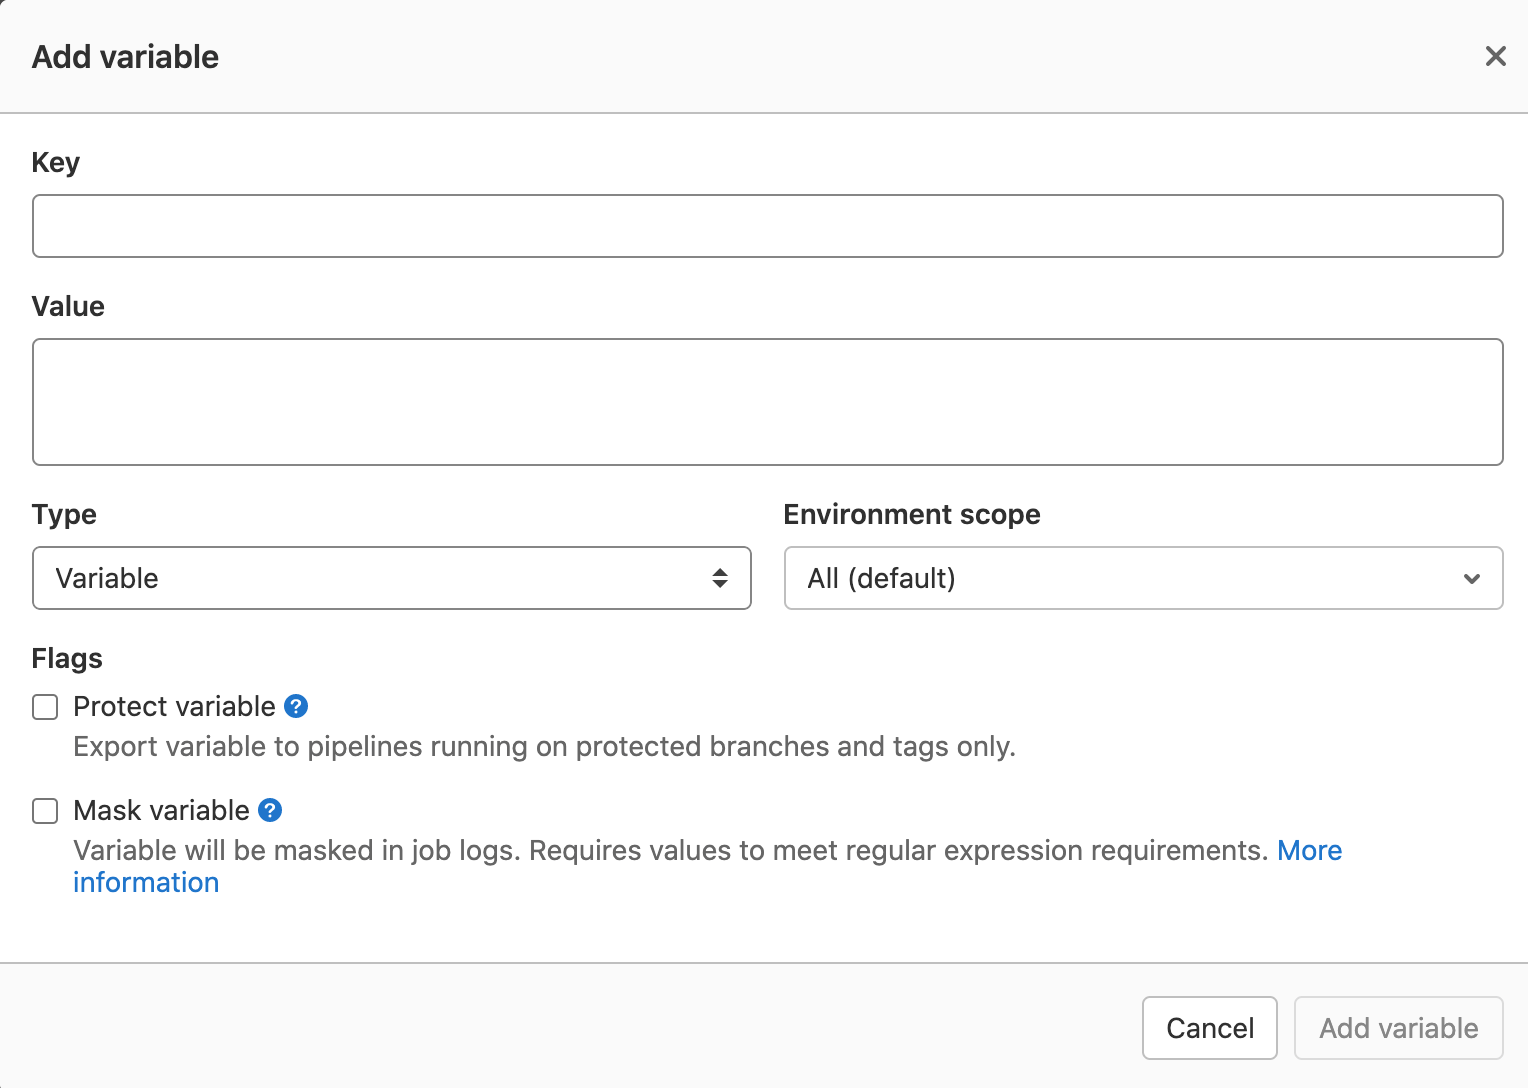 Add variable
Key
Value
Type
Environment scope
Variable
All (default)
Flags
Protect variable ?
Export variable to pipelines running on protected branches and tags only.
Mask variable ?
Variable will be masked in job logs. Requires values to meet regular expression requirements. More
information
Cancel
Add variable